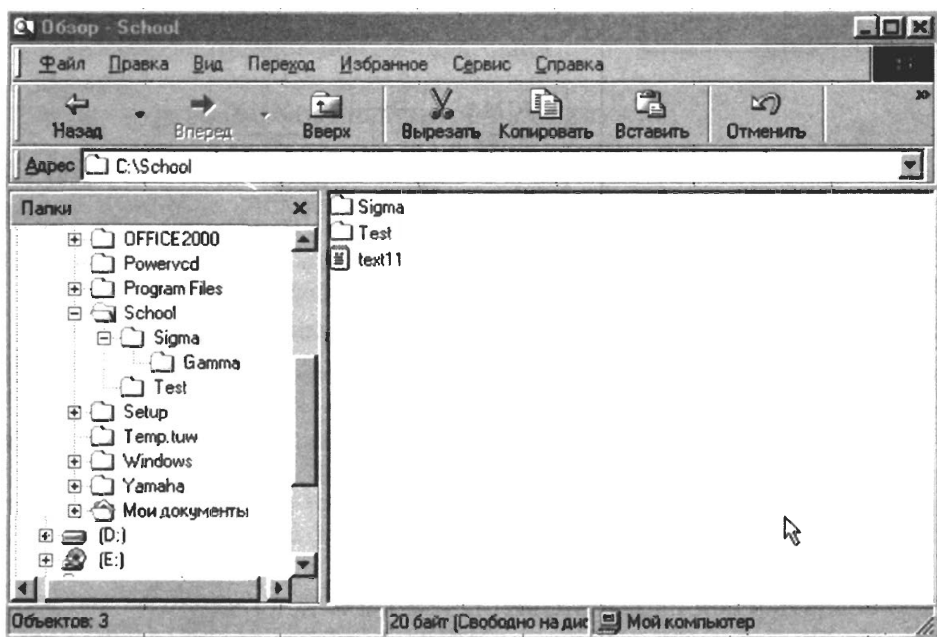 Обзор - School
Файл Правка Вид Переход Избранное Сервис Справка
Назад Вперед Вверх Вырезать Копировать Вставить Отменить »
Адрес C:\School
Папки
OFFICE2000
Powervcd
Program Files
School
Sigma
Gamma
Test
Setup
Temp.tuw
Windows
Yamaha
Мои документы
(D:)
(E:)
Sigma
Test
text11
Объектов: 3 20 байт (Свободно на дис Мой компьютер